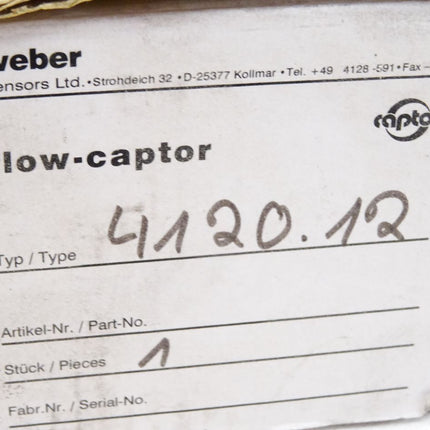 weber
ensors Ltd. • Strohdeich 32 • D-25377 Kollmar • Tel. +49 4128 -591 • Fax –
captor
low-captor
Typ / Type 4120.12
Artikel-Nr. / Part-No.
Stück / Pieces 1
Fabr.Nr. / Serial-No.